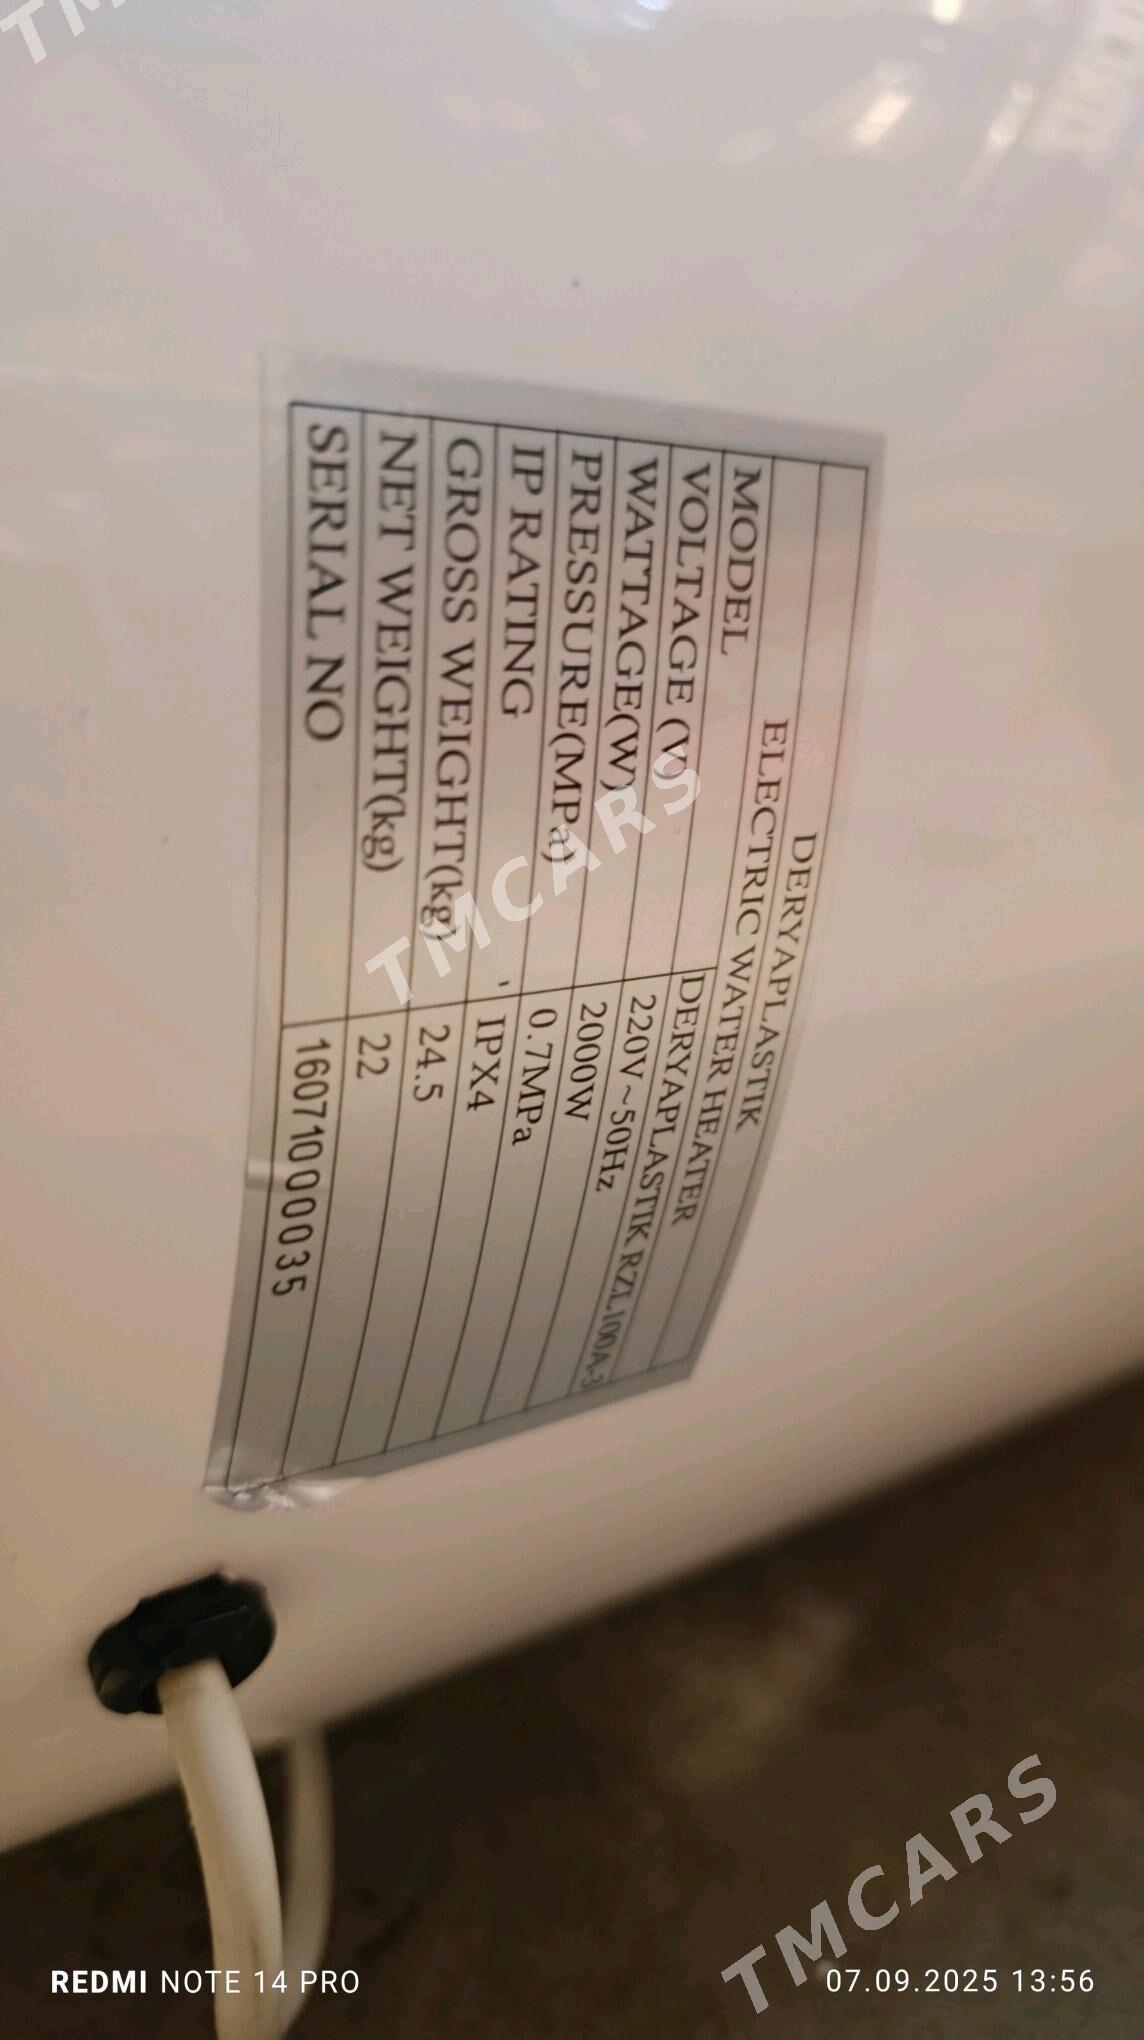 TM
DERYAPLASTIK
ELECTRIC WATER HEATER
MODEL DERYAPLASTIK RZL100A-3
VOLTAGE (V) 220V~50Hz
WATTAGE(W) 2000W
PRESSURE(MPa) 0.7MPa
IP RATING IPX4
GROSS WEIGHT(kg) 24.5
NET WEIGHT(kg) 22
SERIAL NO 1607100000035
TMCARS
TMCARS
REDMI NOTE 14 PRO
07.09.2025 13:56